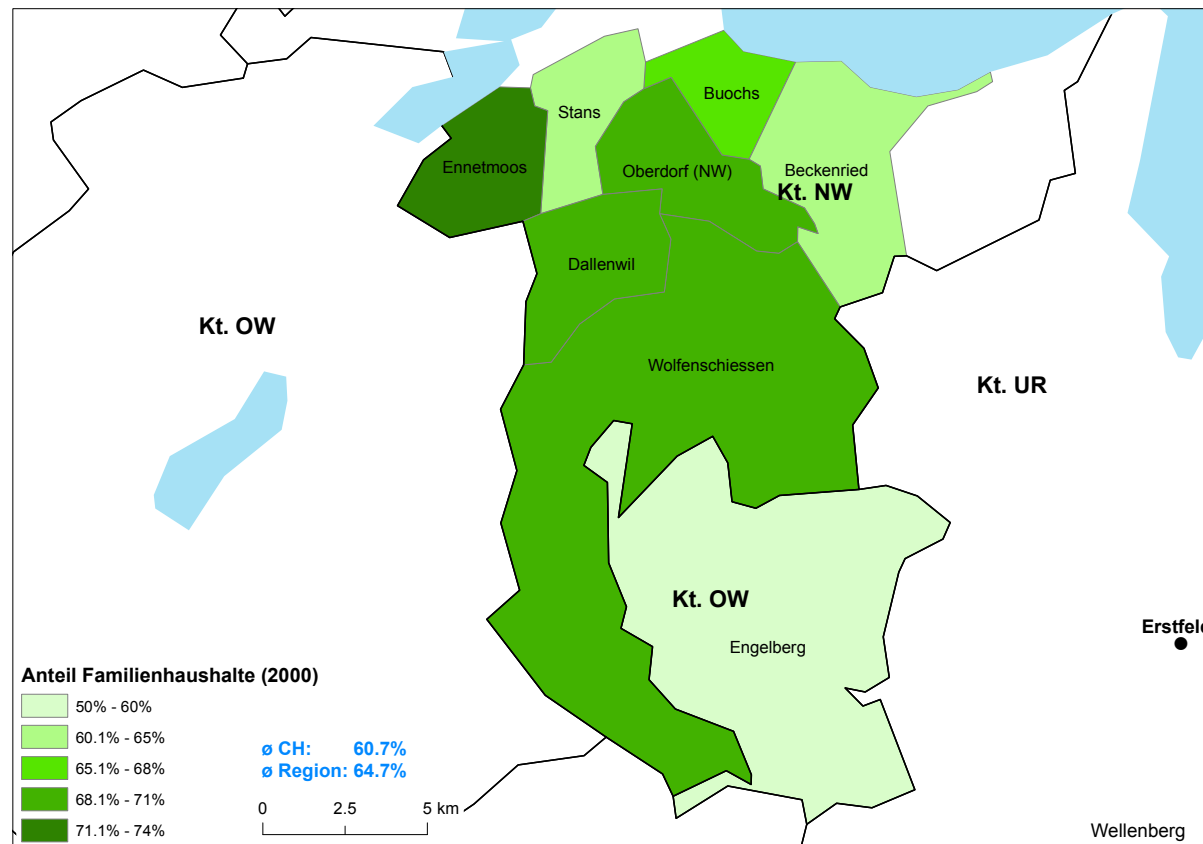 Buochs
Stans
Ennetmoos
Oberdorf (NW)
Beckenried
Kt. NW
Dallenwil
Kt. OW
Wolfenschiessen
Kt. UR
Kt. OW
Engelberg
Erstfeld
Anteil Familienhaushalte (2000)
50% - 60%
60.1% - 65%
65.1% - 68%
68.1% - 71%
71.1% - 74%
ø CH: 60.7%
ø Region: 64.7%
0 2.5 5 km
Wellenberg